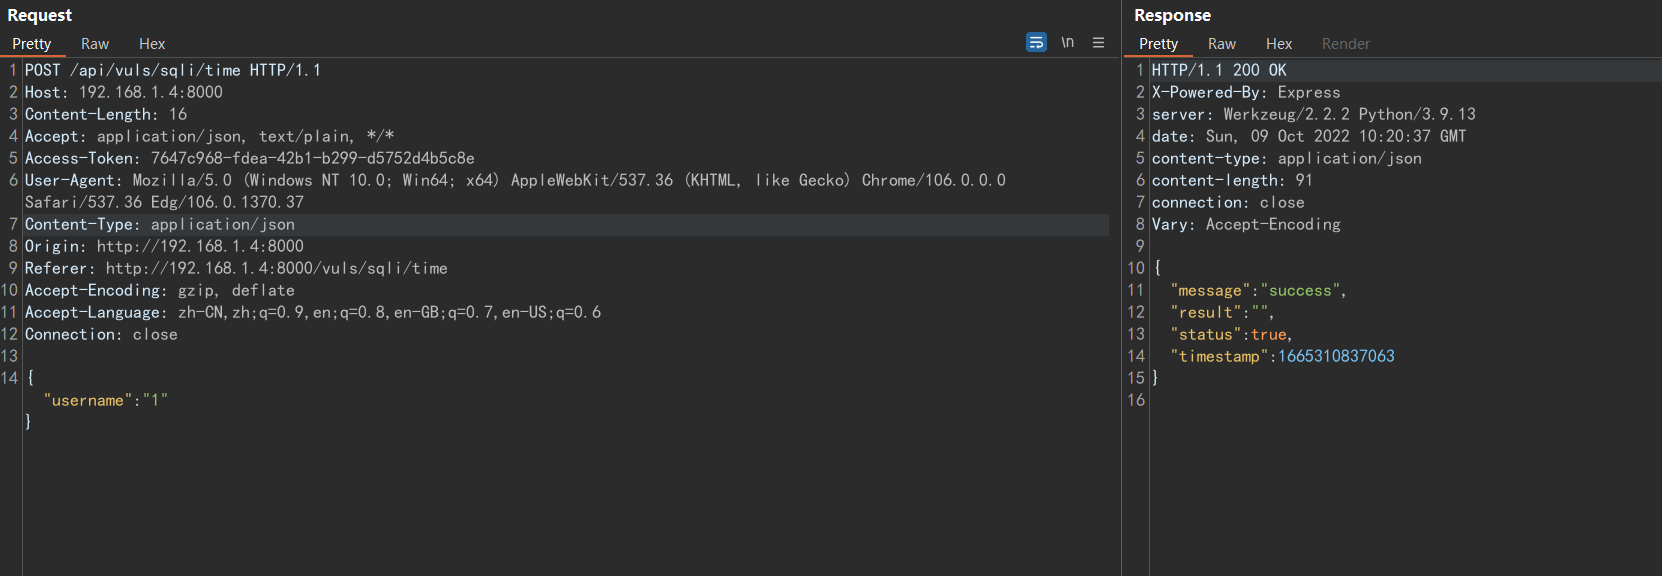 Request
Pretty Raw Hex
\n
1 POST /api/vuls/sqli/time HTTP/1.1
2 Host: 192.168.1.4:8000
3 Content-Length: 16
4 Accept: application/json, text/plain, */*
5 Access-Token: 7647c968-fdea-42b1-b299-d5752d4b5c8e
6 User-Agent: Mozilla/5.0 (Windows NT 10.0; Win64; x64) AppleWebKit/537.36 (KHTML, like Gecko) Chrome/106.0.0.0
Safari/537.36 Edg/106.0.1370.37
7 Content-Type: application/json
8 Origin: http://192.168.1.4:8000
9 Referer: http://192.168.1.4:8000/vuls/sqli/time
10 Accept-Encoding: gzip, deflate
11 Accept-Language: zh-CN,zh;q=0.9,en;q=0.8,en-GB;q=0.7,en-US;q=0.6
12 Connection: close
13
14 {
"username":"1"
}
Response
Pretty Raw Hex Render
1 HTTP/1.1 200 OK
2 X-Powered-By: Express
3 server: Werkzeug/2.2.2 Python/3.9.13
4 date: Sun, 09 Oct 2022 10:20:37 GMT
5 content-type: application/json
6 content-length: 91
7 connection: close
8 Vary: Accept-Encoding
9
10 {
11 "message":"success",
12 "result":"",
13 "status":true,
14 "timestamp":1665310837063
15 }
16